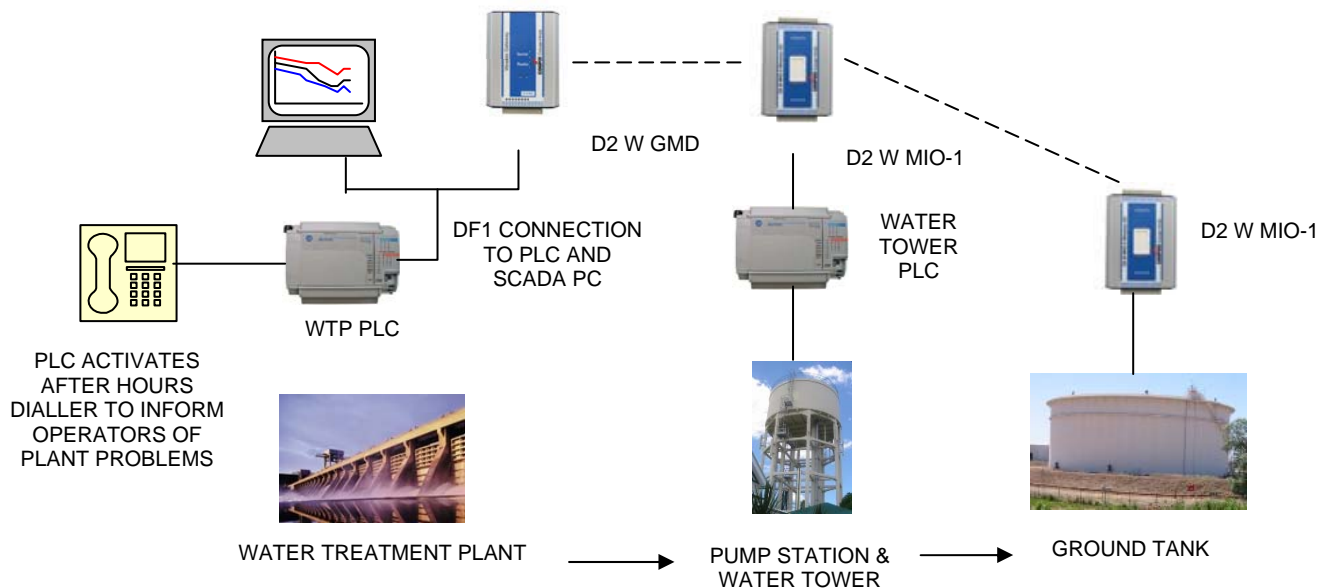 D2 W GMD
D2 W MIO-1
D2 W MIO-1
DF1 CONNECTION
TO PLC AND
SCADA PC
WATER
TOWER
PLC
WTP PLC
PLC ACTIVATES
AFTER HOURS
DIALLER TO INFORM
OPERATORS OF
PLANT PROBLEMS
WATER TREATMENT PLANT
PUMP STATION &
WATER TOWER
GROUND TANK